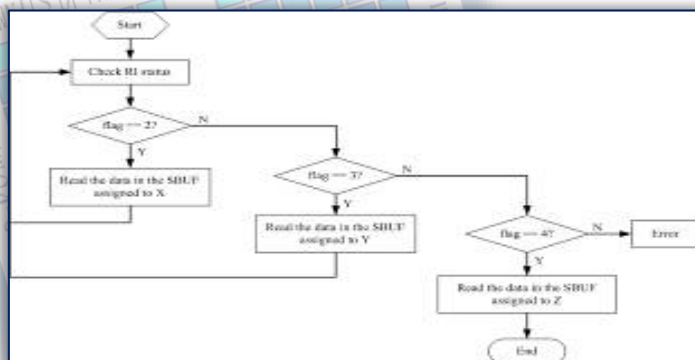 Start
Check RI status
flag == 2?
N
Y
Read the data in the SBUF
assigned to X
flag == 3?
N
Y
Read the data in the SBUF
assigned to Y
flag == 4?
N
Error
Y
Read the data in the SBUF
assigned to Z
End